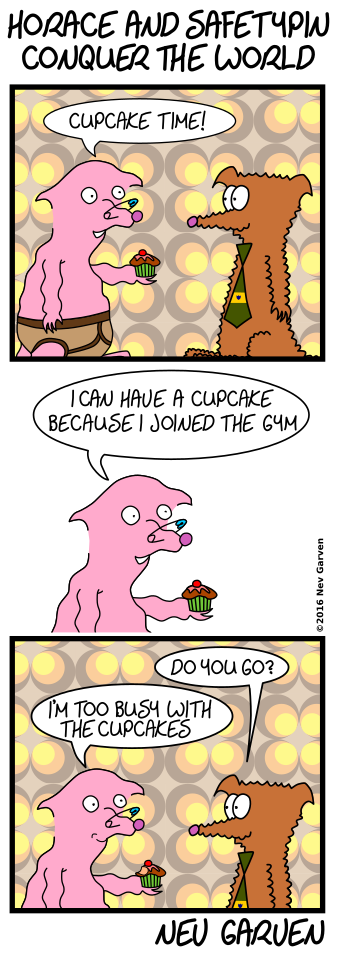 HORACE AND SAFETYPIN
CONQUER THE WORLD
CUPCAKE TIME!
I CAN HAVE A CUPCAKE
BECAUSE I JOINED THE GYM
©2016 Nev Garven
DO YOU GO?
I'M TOO BUSY WITH
THE CUPCAKES
NEV GARVEN